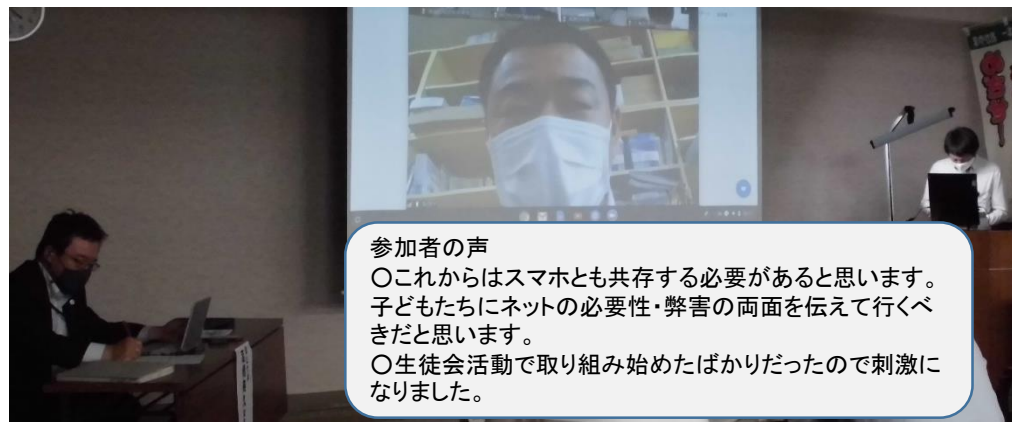 参加者の声
〇これからはスマホとも共存する必要があると思います。
子どもたちにネットの必要性・弊害の両面を伝えて行くべ
きだと思います。
〇生徒会活動で取り組み始めたばかりだったので刺激に
なりました。